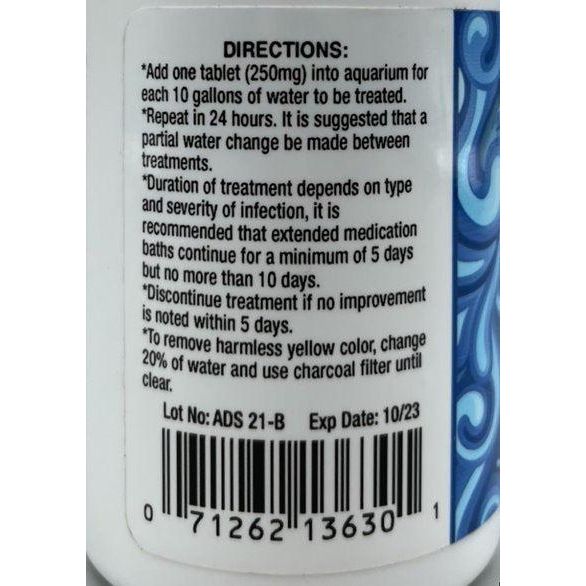 DIRECTIONS:
*Add one tablet (250mg) into aquarium for
each 10 gallons of water to be treated.
*Repeat in 24 hours. It is suggested that a
partial water change be made between
treatments.
*Duration of treatment depends on type
and severity of infection, it is
recommended that extended medication
baths continue for a minimum of 5 days
but no more than 10 days.
*Discontinue treatment if no improvement
is noted within 5 days.
*To remove harmless yellow color, change
20% of water and use charcoal filter until
clear.
Lot No: ADS 21-B Exp Date: 10/23
0 71262 13630 1